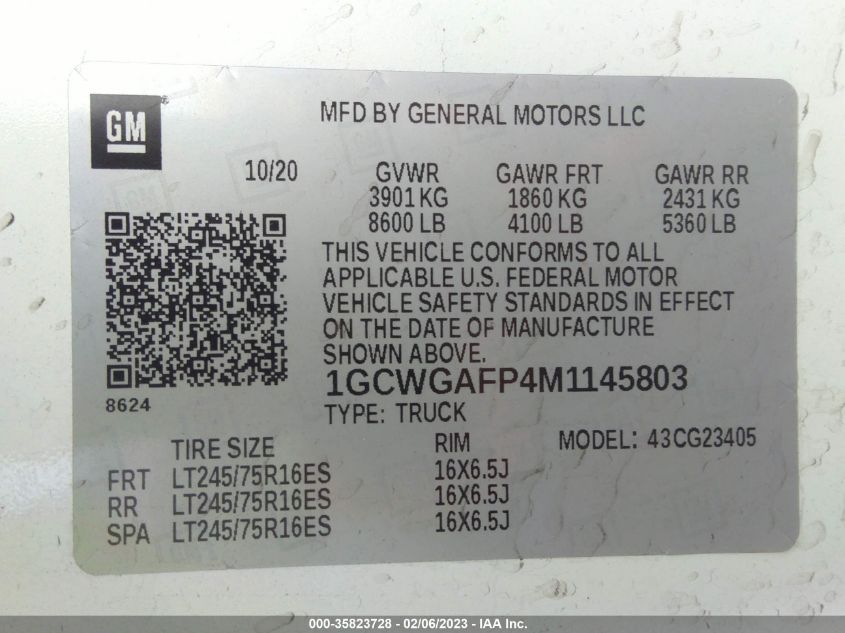 GM
MFD BY GENERAL MOTORS LLC
10/20 GVWR GAWR FRT GAWR RR
3901 KG 1860 KG 2431 KG
8600 LB 4100 LB 5360 LB
THIS VEHICLE CONFORMS TO ALL
APPLICABLE U.S. FEDERAL MOTOR
VEHICLE SAFETY STANDARDS IN EFFECT
ON THE DATE OF MANUFACTURE
SHOWN ABOVE.
1GCWGAFP4M1145803
8624
TYPE: TRUCK
TIRE SIZE RIM MODEL: 43CG23405
FRT LT245/75R16ES 16X6.5J
RR LT245/75R16ES 16X6.5J
SPA LT245/75R16ES 16X6.5J
000-35823728 - 02/06/2023 - IAA Inc.